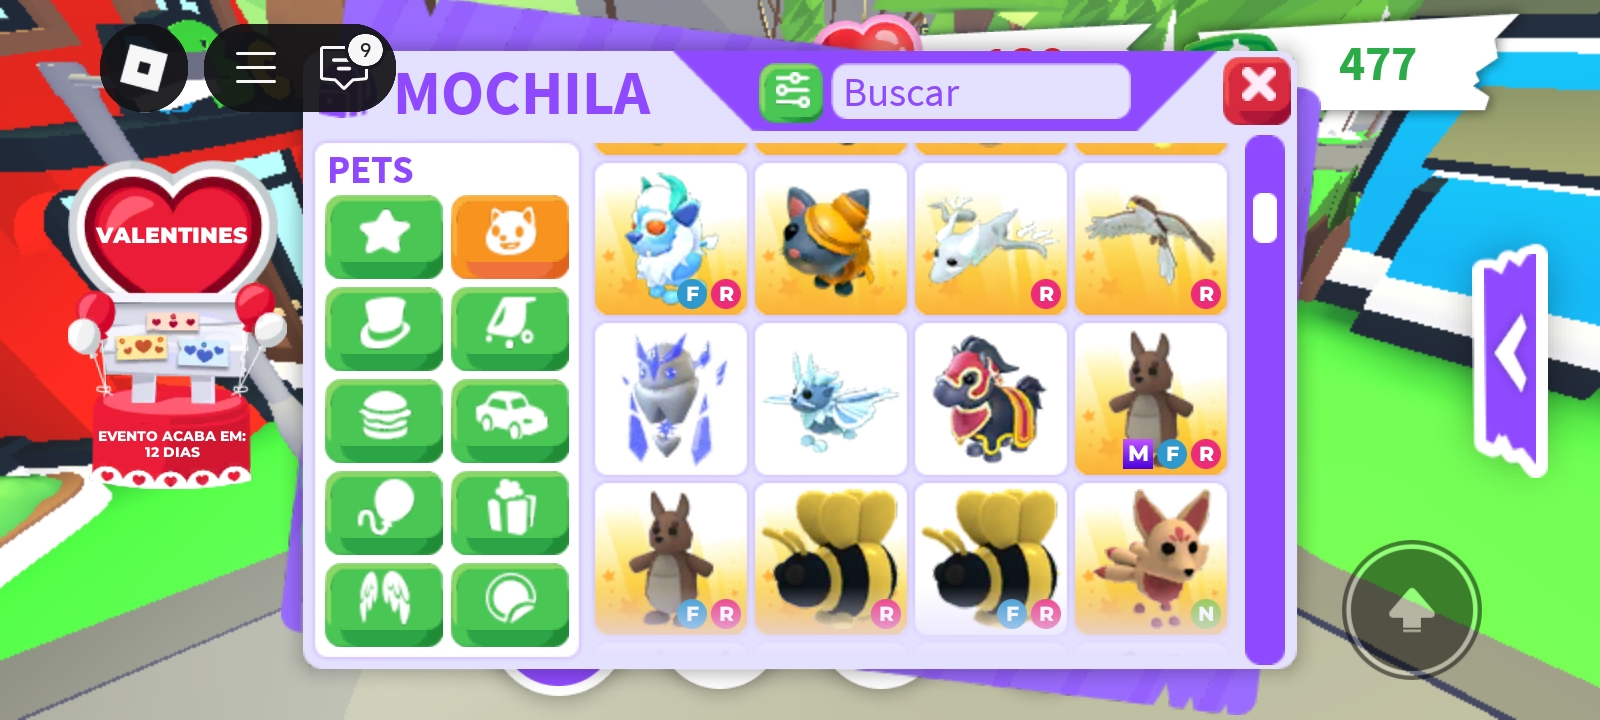 9
MOCHILA
Buscar
477
PETS
VALENTINES
EVENTO ACABA EM:
12 DIAS
F R
R
R
M F R
F R
R
F R
N